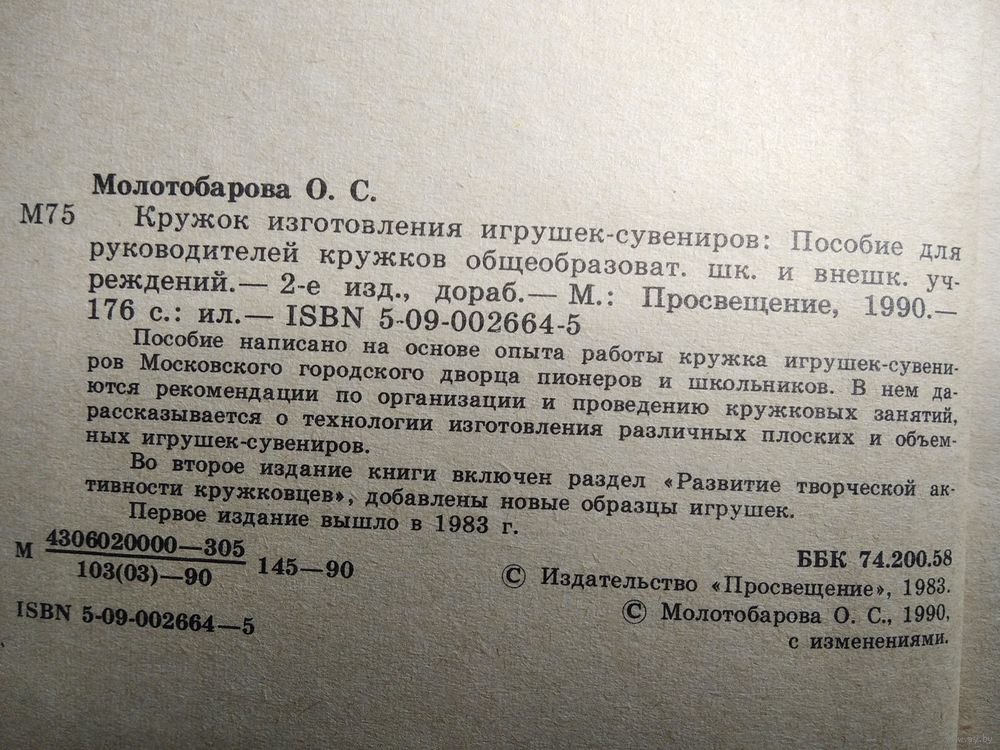 Молотобарова О. С.
М75 Кружок изготовления игрушек-сувениров: Пособие для
руководителей кружков общеобразоват. шк. и внешк. уч-
реждений.— 2-е изд., дораб.— М.: Просвещение, 1990.—
176 с.: ил.— ISBN 5-09-002664-5
Пособие написано на основе опыта работы кружка игрушек-сувени-
ров Московского городского дворца пионеров и школьников. В нем да-
ются рекомендации по организации и проведению кружковых занятий,
рассказывается о технологии изготовления различных плоских и объем-
ных игрушек-сувениров.
Во второе издание книги включен раздел «Развитие творческой ак-
тивности кружковцев», добавлены новые образцы игрушек.
Первое издание вышло в 1983 г.
М 4306020000—305
103(03)—90 145—90
ББК 74.200.58
© Издательство «Просвещение», 1983.
© Молотобарова О. С., 1990,
с изменениями.
ISBN 5-09-002664—5